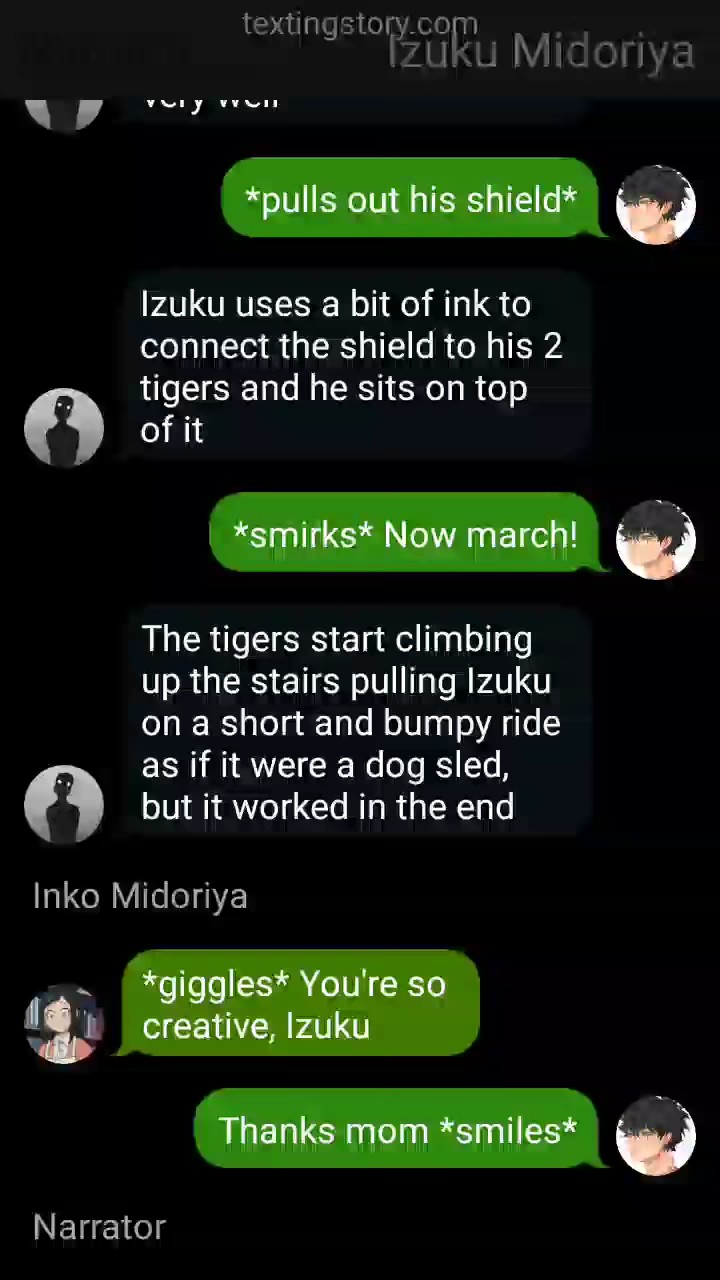 textingstory.com
Izuku Midoriya
very well
*pulls out his shield*
Izuku uses a bit of ink to
connect the shield to his 2
tigers and he sits on top
of it
*smirks* Now march!
The tigers start climbing
up the stairs pulling Izuku
on a short and bumpy ride
as if it were a dog sled,
but it worked in the end
Inko Midoriya
*giggles* You're so
creative, Izuku
Thanks mom *smiles*
Narrator